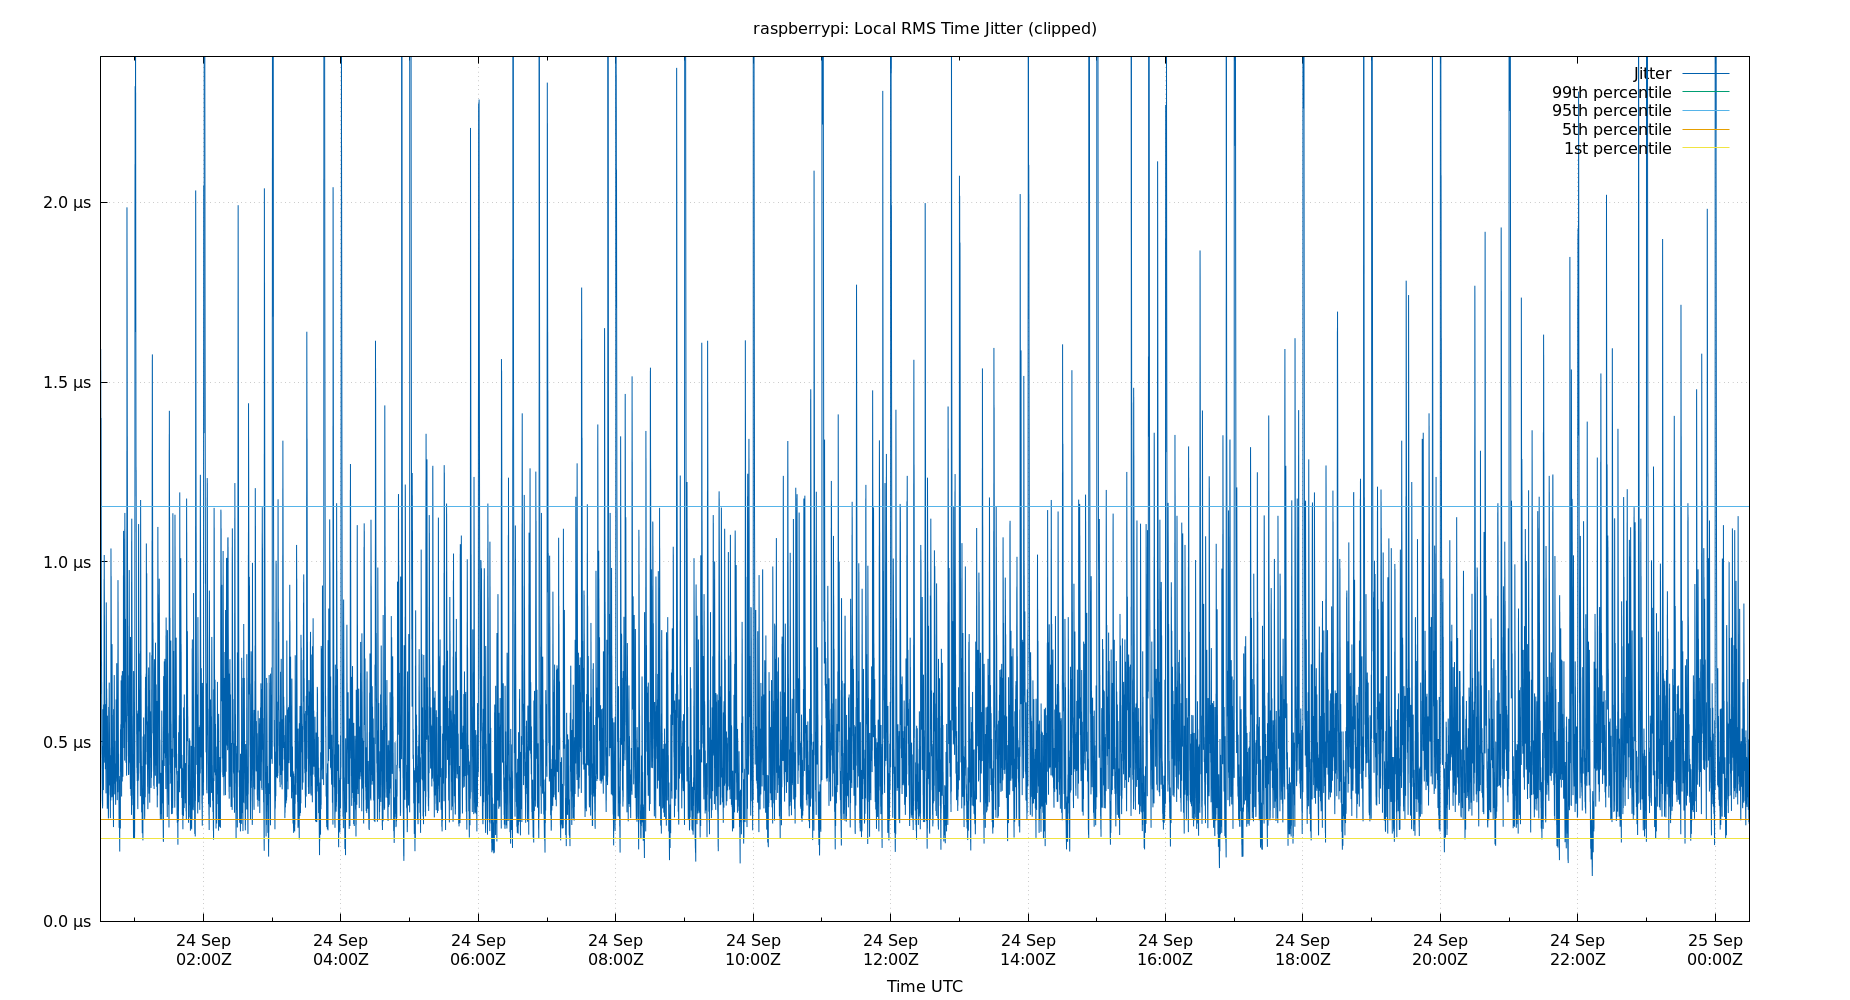 raspberrypi: Local RMS Time Jitter (clipped)
Jitter
99th percentile
95th percentile
5th percentile
1st percentile
2.0 µs
1.5 µs
1.0 µs
0.5 µs
0.0 µs
24 Sep 24 Sep 24 Sep 24 Sep 24 Sep 24 Sep 24 Sep 24 Sep 24 Sep 24 Sep 24 Sep 25 Sep
02:00Z 04:00Z 06:00Z 08:00Z 10:00Z 12:00Z 14:00Z 16:00Z 18:00Z 20:00Z 22:00Z 00:00Z
Time UTC